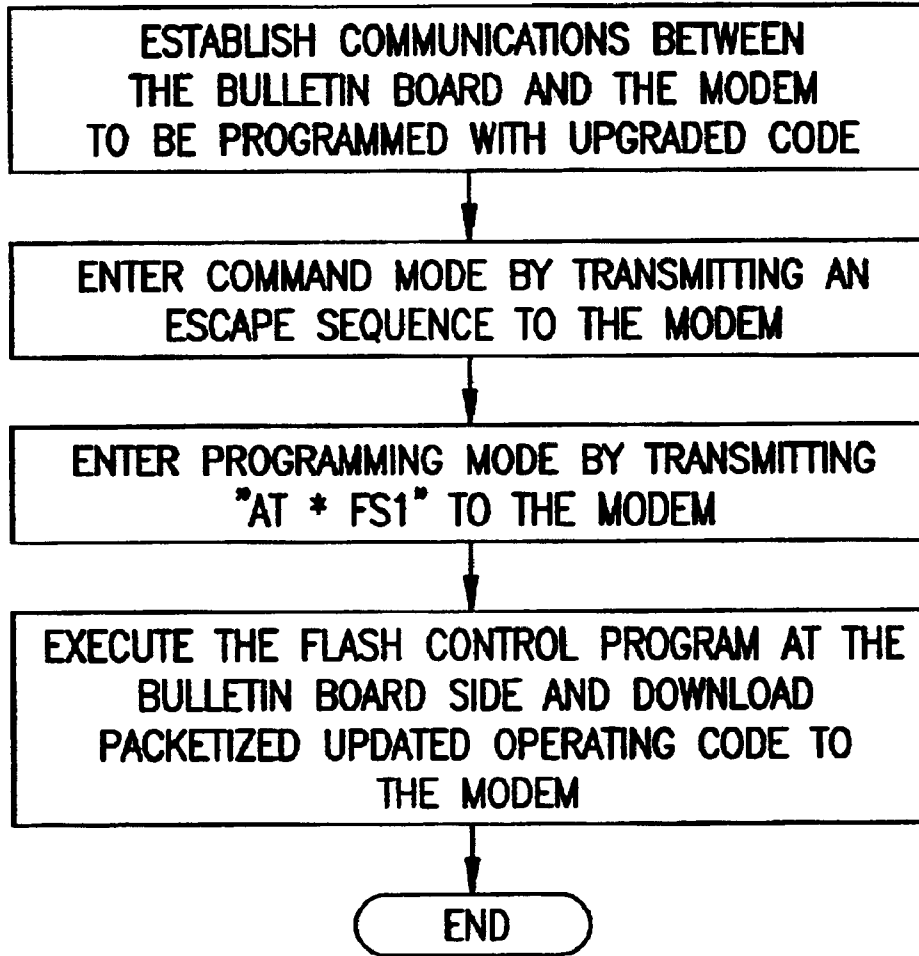 ESTABLISH COMMUNICATIONS BETWEEN
THE BULLETIN BOARD AND THE MODEM
TO BE PROGRAMMED WITH UPGRADED CODE
ENTER COMMAND MODE BY TRANSMITTING AN
ESCAPE SEQUENCE TO THE MODEM
ENTER PROGRAMMING MODE BY TRANSMITTING
"AT * FS1" TO THE MODEM
EXECUTE THE FLASH CONTROL PROGRAM AT THE
BULLETIN BOARD SIDE AND DOWNLOAD
PACKETIZED UPDATED OPERATING CODE TO
THE MODEM
END